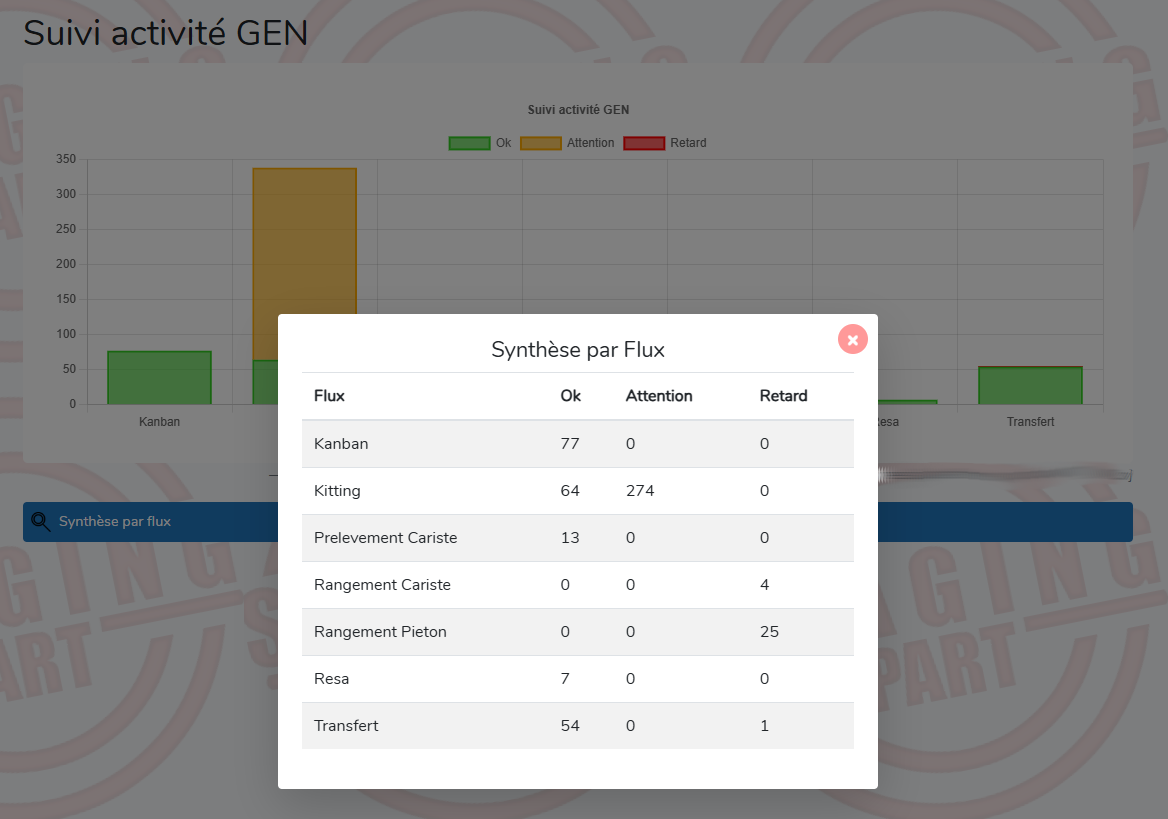 Suivi activité GEN
Suivi activité GEN
Ok Attention Retard
350
300
250
200
150
100
50
0
Kanban
Transfert
Synthèse par flux
Synthèse par Flux
Flux Ok Attention Retard
Kanban 77 0 0
Kitting 64 274 0
Prelevement Cariste 13 0 0
Rangement Cariste 0 0 4
Rangement Pieton 0 0 25
Resa 7 0 0
Transfert 54 0 1